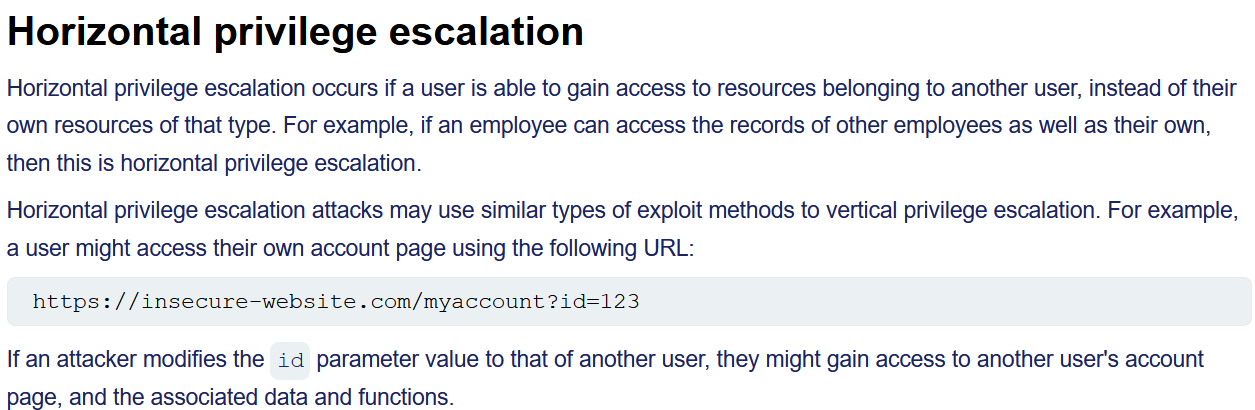 Horizontal privilege escalation
Horizontal privilege escalation occurs if a user is able to gain access to resources belonging to another user, instead of their
own resources of that type. For example, if an employee can access the records of other employees as well as their own,
then this is horizontal privilege escalation.
Horizontal privilege escalation attacks may use similar types of exploit methods to vertical privilege escalation. For example,
a user might access their own account page using the following URL:
https://insecure-website.com/myaccount?id=123
If an attacker modifies the id parameter value to that of another user, they might gain access to another user's account
page, and the associated data and functions.